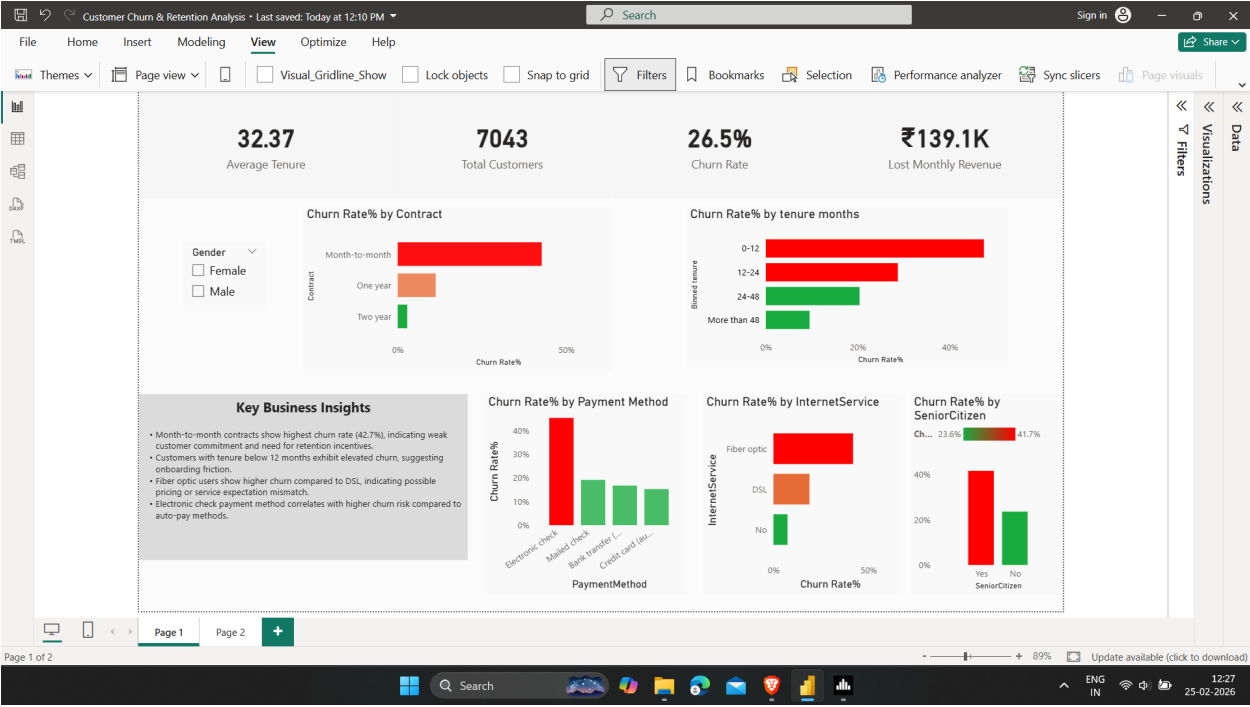 Customer Churn & Retention Analysis • Last saved: Today at 12:10 PM
Search
Sign in
File Home Insert Modeling View Optimize Help
Share
Themes
Page view
Visual_Gridline_Show
Lock objects
Snap to grid
Filters
Bookmarks
Selection
Performance analyzer
Sync slicers
Page visuals
DAX
TMDL
32.37
Average Tenure
7043
Total Customers
26.5%
Churn Rate
₹139.1K
Lost Monthly Revenue
Gender
Female
Male
Churn Rate% by Contract
Contract
Month-to-month
One year
Two year
0% 50%
Churn Rate%
Churn Rate% by tenure months
Binned tenure
0-12
12-24
24-48
More than 48
0% 20% 40%
Churn Rate%
Key Business Insights
• Month-to-month contracts show highest churn rate (42.7%), indicating weak
customer commitment and need for retention incentives.
• Customers with tenure below 12 months exhibit elevated churn, suggesting
onboarding friction.
• Fiber optic users show higher churn compared to DSL, indicating possible
pricing or service expectation mismatch.
• Electronic check payment method correlates with higher churn risk compared to
auto-pay methods.
Churn Rate% by Payment Method
Churn Rate%
40%
30%
20%
10%
0%
Electronic check
Mailed check
Bank transfer (...
Credit card (au...
PaymentMethod
Churn Rate% by InternetService
InternetService
Fiber optic
DSL
No
0% 50%
Churn Rate%
Churn Rate% by
SeniorCitizen
Ch... 23.6% 41.7%
40%
20%
0%
Yes No
SeniorCitizen
Filters
Visualizations
Data
Page 1
Page 2
+
Page 1 of 2
- + 89%
Update available (click to download)
Search
ENG
IN
12:27
25-02-2026